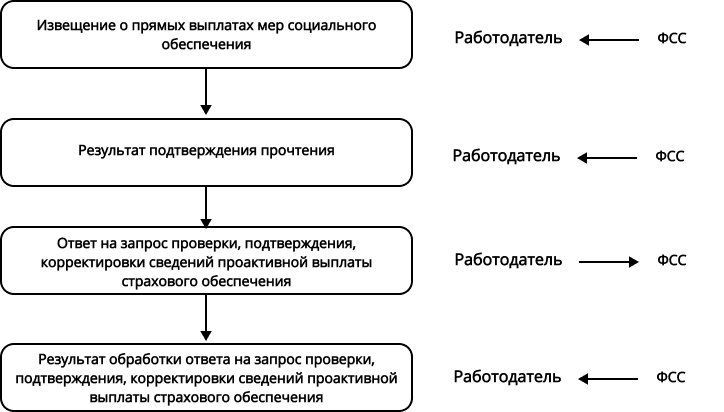 Извещение о прямых выплатах мер социального
обеспечения
Работодатель ФСС
Результат подтверждения прочтения
Работодатель ФСС
Ответ на запрос проверки, подтверждения,
корректировки сведений проактивной выплаты
страхового обеспечения
Работодатель ФСС
Результат обработки ответа на запрос проверки,
подтверждения, корректировки сведений проактивной
выплаты страхового обеспечения
Работодатель ФСС